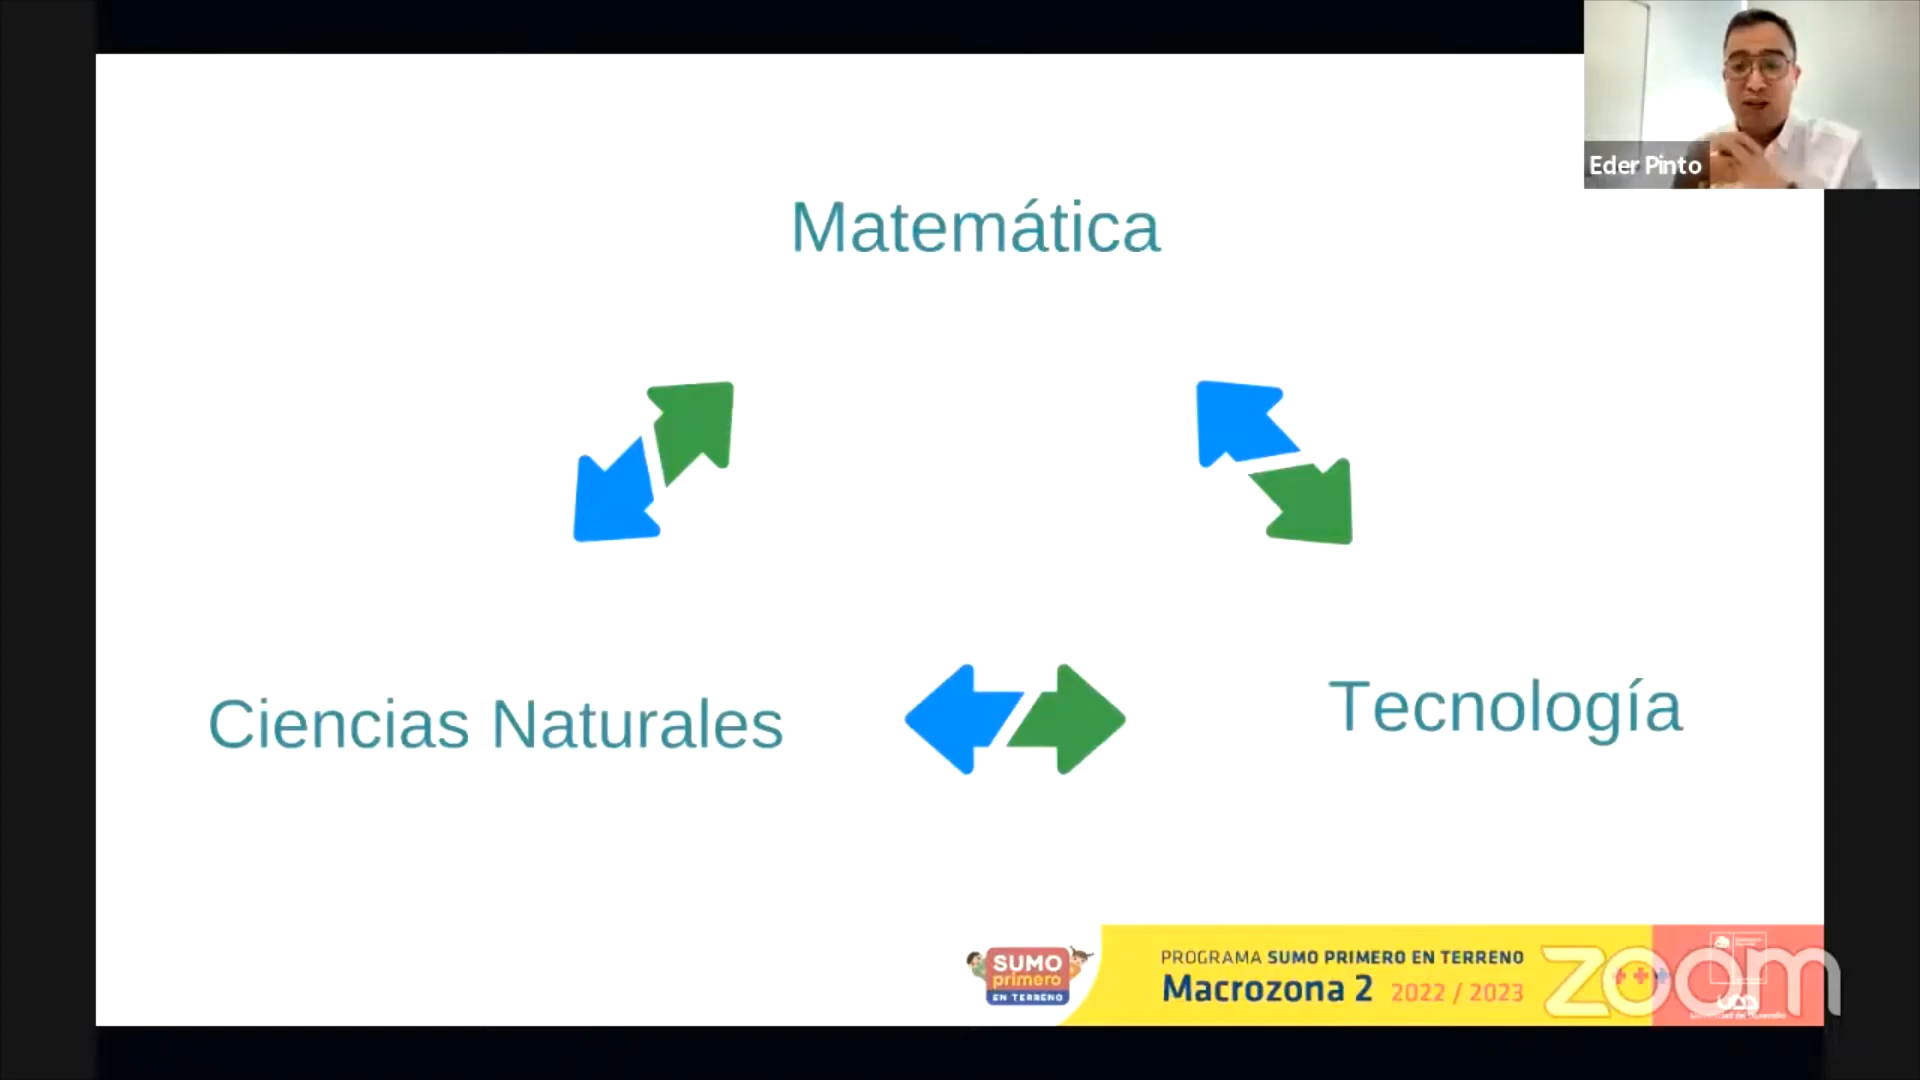 Eder Pinto
Matemática
Ciencias Naturales
Tecnología
SUMO
primero
EN TERRENO
PROGRAMA SUMO PRIMERO EN TERRENO
Macrozona 2 2022 / 2023
zoom